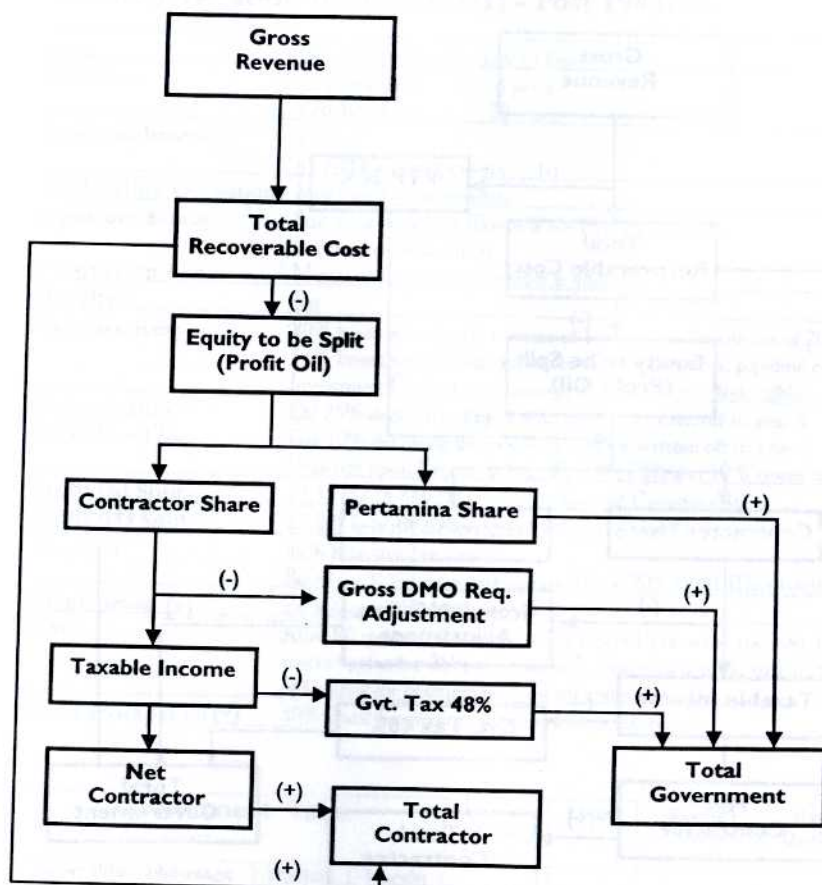 Gross
Revenue
Total
Recoverable Cost
(-)
Equity to be Split
(Profit Oil)
Contractor Share
Pertamina Share
(+)
(-)
Gross DMO Req.
Adjustment
(+)
Taxable Income
(-)
Gvt. Tax 48%
(+)
Net
Contractor
(+)
Total
Contractor
Total
Government
(+)